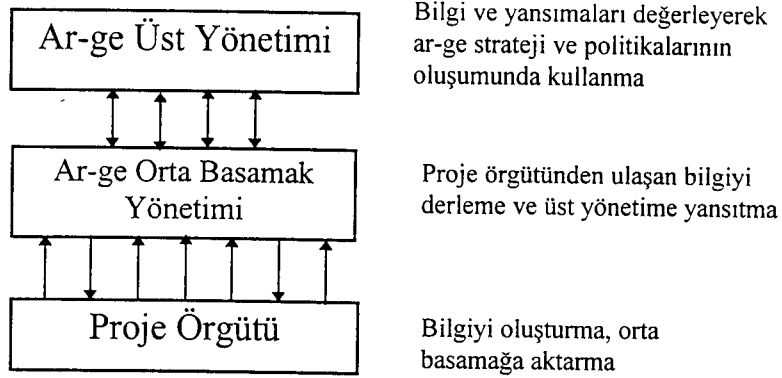 Ar-ge Üst Yönetimi
Bilgi ve yansımaları değerleyerek
ar-ge strateji ve politikalarının
oluşumunda kullanma
Ar-ge Orta Basamak
Yönetimi
Proje örgütünden ulaşan bilgiyi
derleme ve üst yönetime yansıtma
Proje Örgütü
Bilgiyi oluşturma, orta
basamağa aktarma